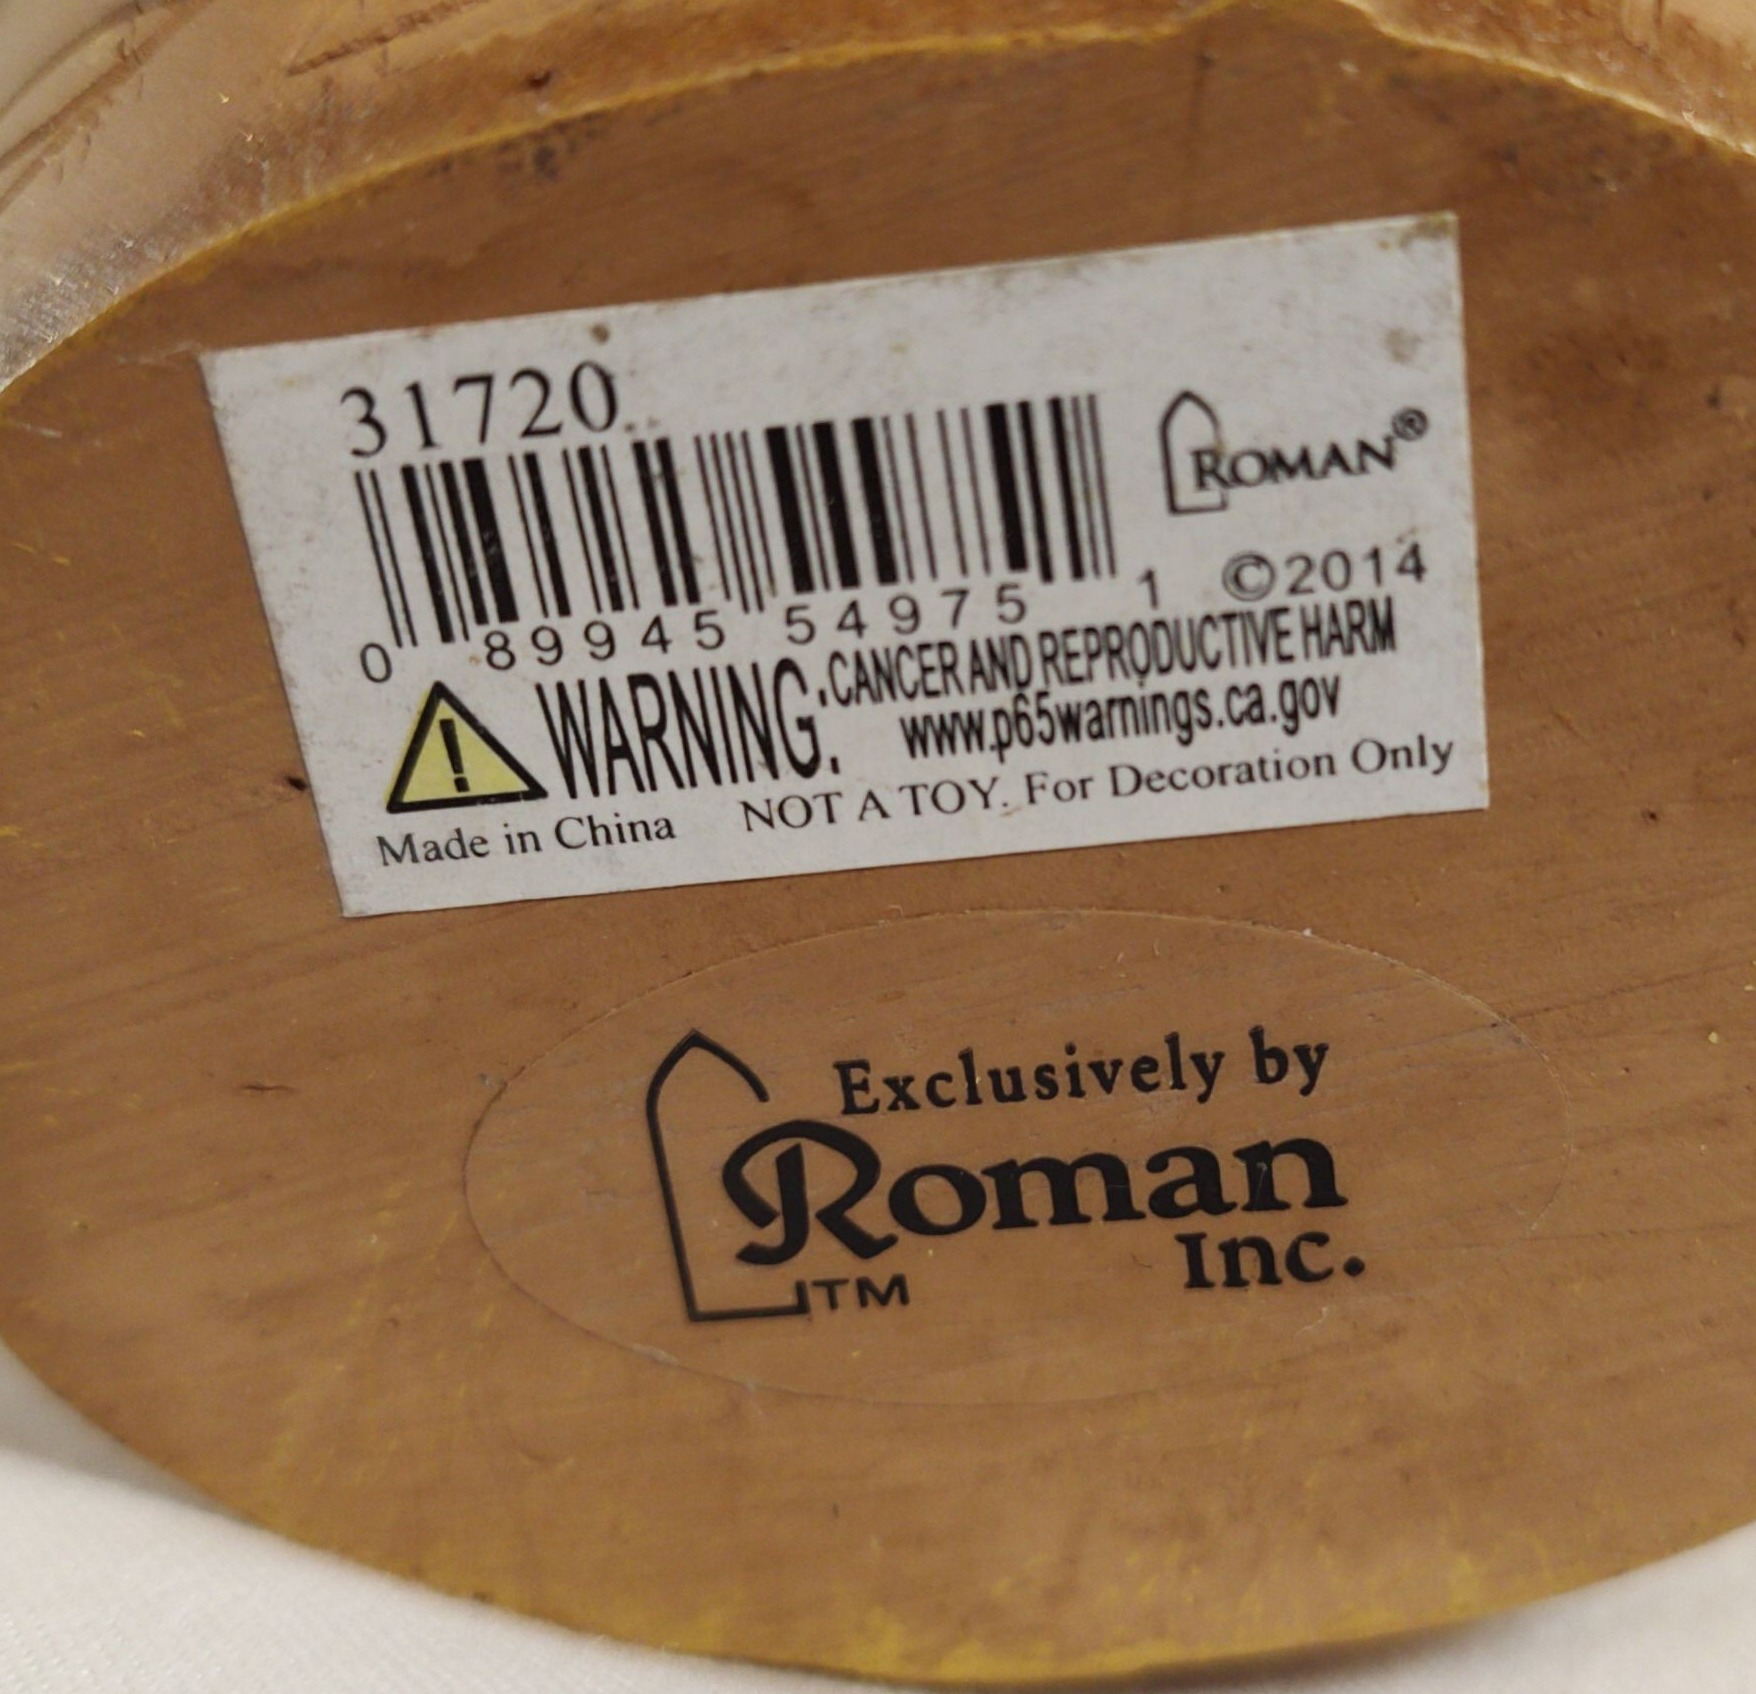 31720
ROMAN®
0 89945 54975 1 ©2014
WARNING: CANCER AND REPRODUCTIVE HARM
www.p65warnings.ca.gov
Made in China NOT A TOY. For Decoration Only
Exclusively by
Roman
Inc.
TM